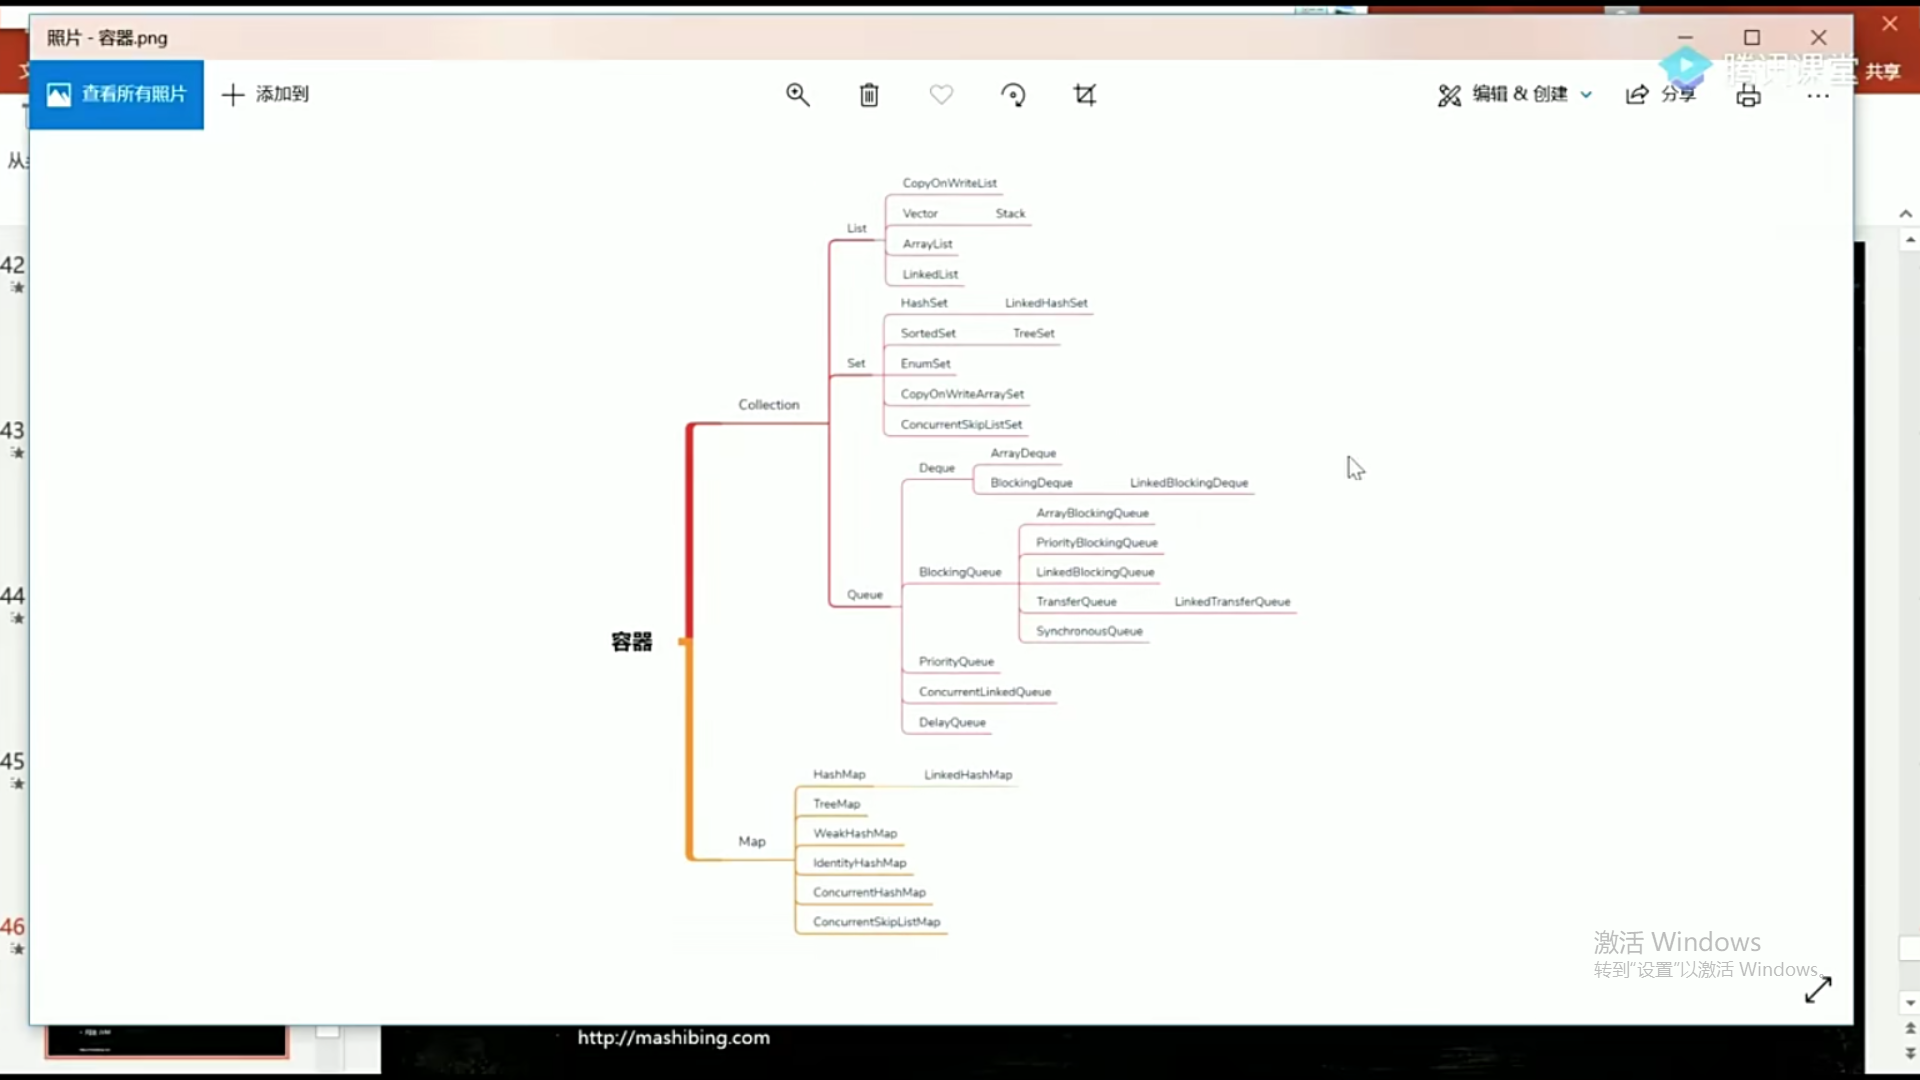 照片 - 容器.png
腾讯课堂
共享
查看所有照片
添加到
编辑 & 创建
分享
CopyOnWriteList
Vector Stack
List
ArrayList
LinkedList
HashSet LinkedHashSet
SortedSet TreeSet
Set
EnumSet
CopyOnWriteArraySet
Collection
ConcurrentSkipListSet
ArrayDeque
Deque
BlockingDeque LinkedBlockingDeque
ArrayBlockingQueue
PriorityBlockingQueue
BlockingQueue
LinkedBlockingQueue
Queue
TransferQueue LinkedTransferQueue
SynchronousQueue
容器
PriorityQueue
ConcurrentLinkedQueue
DelayQueue
HashMap LinkedHashMap
TreeMap
WeakHashMap
Map
IdentityHashMap
ConcurrentHashMap
ConcurrentSkipListMap
42
43
44
45
46
激活 Windows
转到“设置”以激活 Windows。
http://mashibing.com